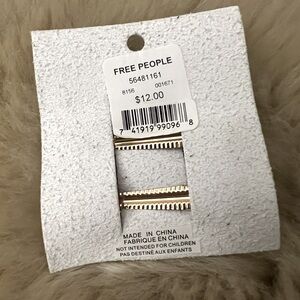 FREE PEOPLE
56481161
8156 001671
$12.00
7 41919 99096 8
MADE IN CHINA
FABRIQUE EN CHINA
NOT INTENDED FOR CHILDREN
PAS DESTINE AUX ENFANTS